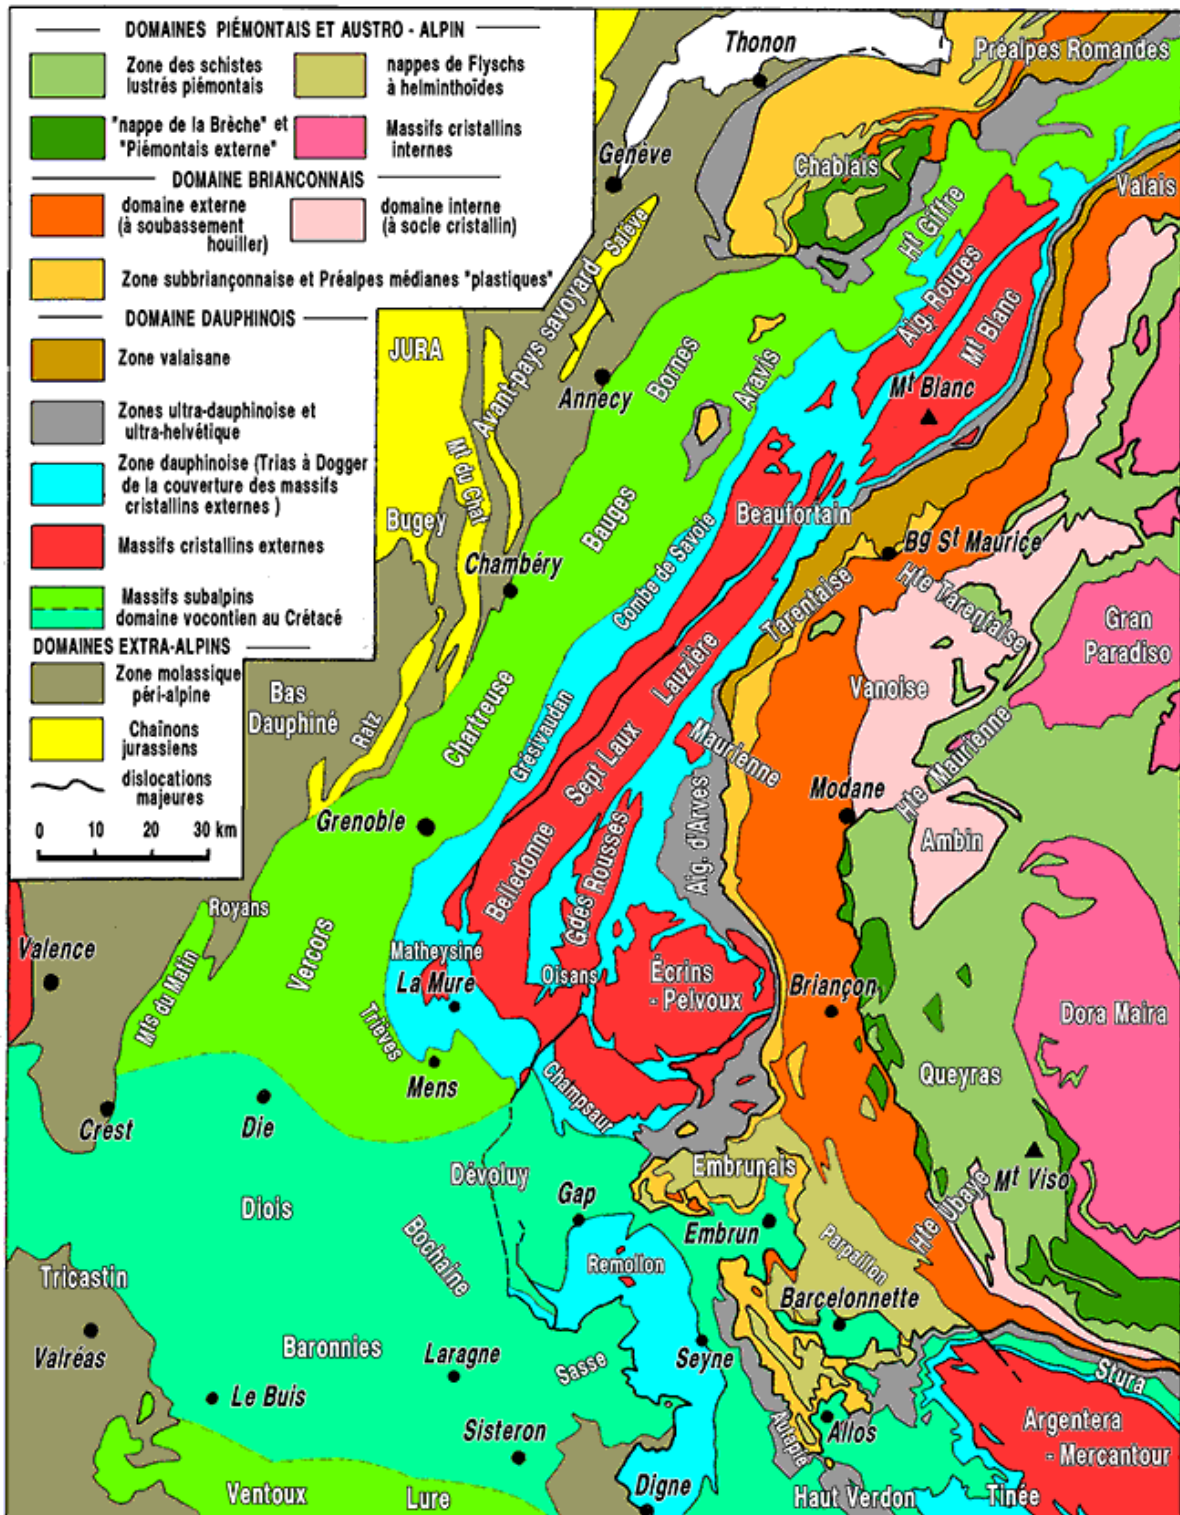 DOMAINES PIÉMONTAIS ET AUSTRO - ALPIN
Zone des schistes
lustrés piémontais
nappes de Flyschs
à helminthoïdes
"nappe de la Brèche" et
"Piémontais externe"
Massifs cristallins
internes
DOMAINE BRIANCONNAIS
domaine externe
(à soubassement
houiller)
domaine interne
(à socle cristallin)
Zone subbriançonnaise et Préalpes médianes "plastiques"
DOMAINE DAUPHINOIS
Zone valaisane
Zones ultra-dauphinoise et
ultra-helvétique
Zone dauphinoise (Trias à Dogger
de la couverture des massifs
cristallins externes )
Massifs cristallins externes
Massifs subalpins
domaine vocontien au Crétacé
DOMAINES EXTRA-ALPINS
Zone molassique
péri-alpine
Chaînons
jurassiens
dislocations
majeures
0 10 20 30 km
Thonon
Préalpes Romandes
Genève
Chablais
Valais
Salève
Ht Giffre
Avant-pays savoyard
JURA
Bornes
Aravis
Aig. Rouges
Mt Blanc
Mt Blanc
Annecy
Mt du Chat
Bugey
Bauges
Beaufortain
Combe de Savoie
Bg St Maurice
Chambéry
Tarentaise
Hte Tarentaise
Gran
Paradiso
Lauzière
Vanoise
Bas
Dauphiné
Ratz
Chartreuse
Grésivaudan
Sept Laux
Maurienne
Hte Maurienne
Modane
Grenoble
Ambin
Aig. d'Arves
Belledonne
Gdes Rousses
Royans
Valence
Vercors
Matheysine
La Mure
Oisans
Écrins
- Pelvoux
Briançon
Dora Maira
Mts du Matin
Trièves
Mens
Champsaur
Queyras
Crest
Die
Mt Viso
Dévoluy
Embrunais
Gap
Diois
Embrun
Hte Ubaye
Bochaine
Parpaillon
Remollon
Tricastin
Barcelonnette
Valréas
Baronnies
Laragne
Sasse
Seyne
Stura
Le Buis
Sisteron
Autapie
Allos
Argentera
- Mercantour
Ventoux
Lure
Digne
Haut Verdon
Tinée